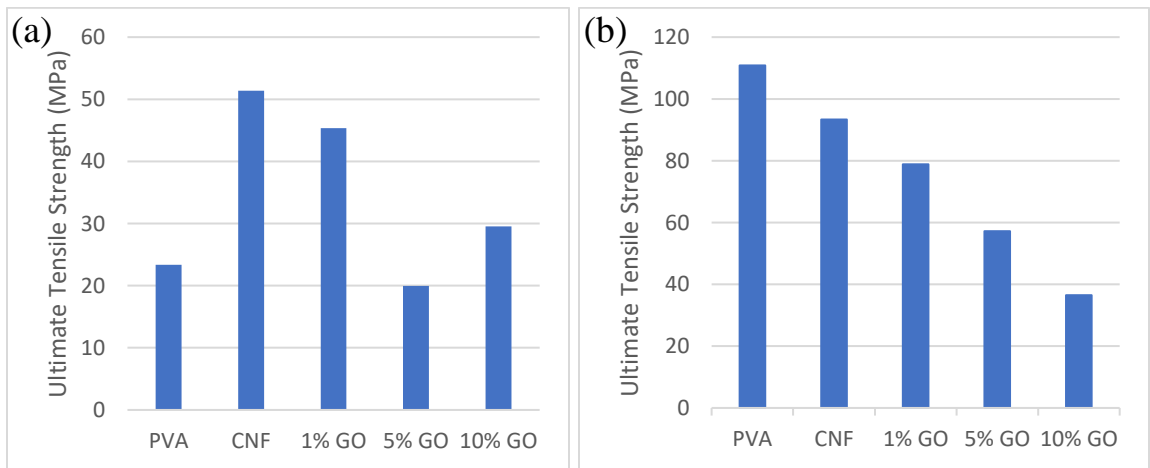 (a)
Ultimate Tensile Strength (MPa)
60
50
40
30
20
10
0
PVA CNF 1% GO 5% GO 10% GO
(b)
Ultimate Tensile Strength (MPa)
120
100
80
60
40
20
0
PVA CNF 1% GO 5% GO 10% GO